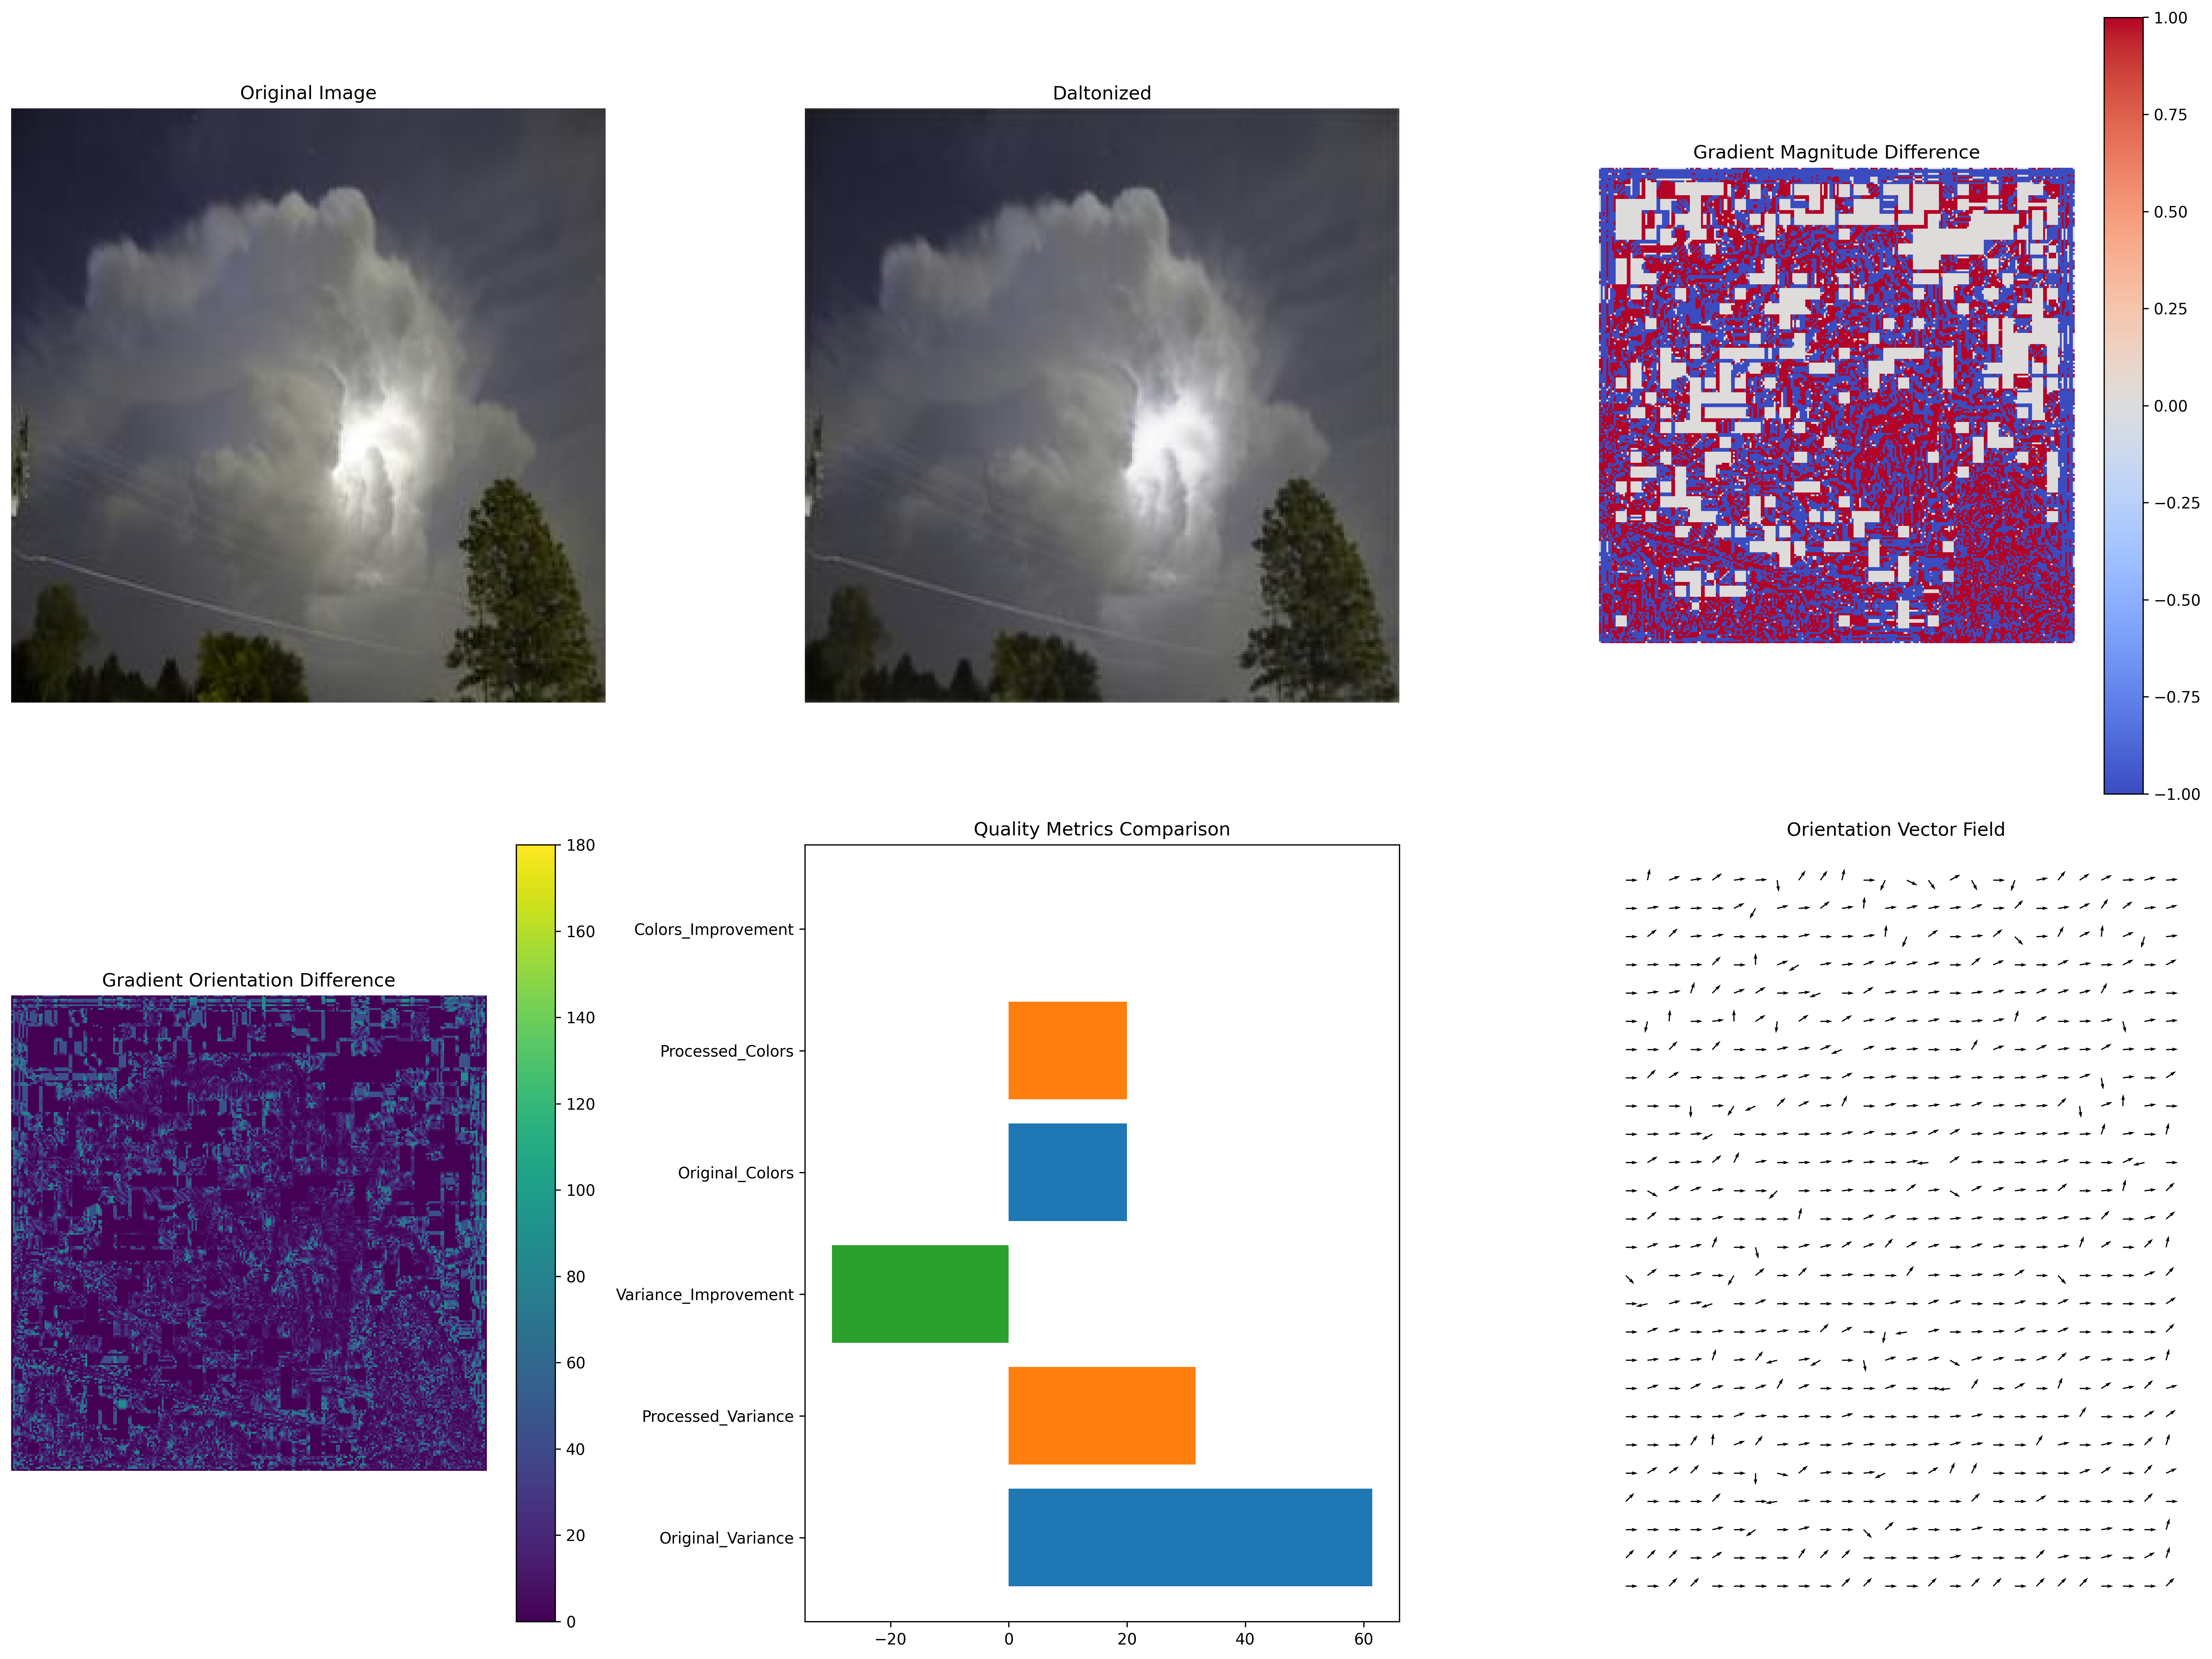 Original Image
Daltonized
Gradient Magnitude Difference
1.00
0.75
0.50
0.25
0.00
−0.25
−0.50
−0.75
−1.00
Gradient Orientation Difference
180
160
140
120
100
80
60
40
20
0
Quality Metrics Comparison
Colors_Improvement
Processed_Colors
Original_Colors
Variance_Improvement
Processed_Variance
Original_Variance
−20 0 20 40 60
Orientation Vector Field